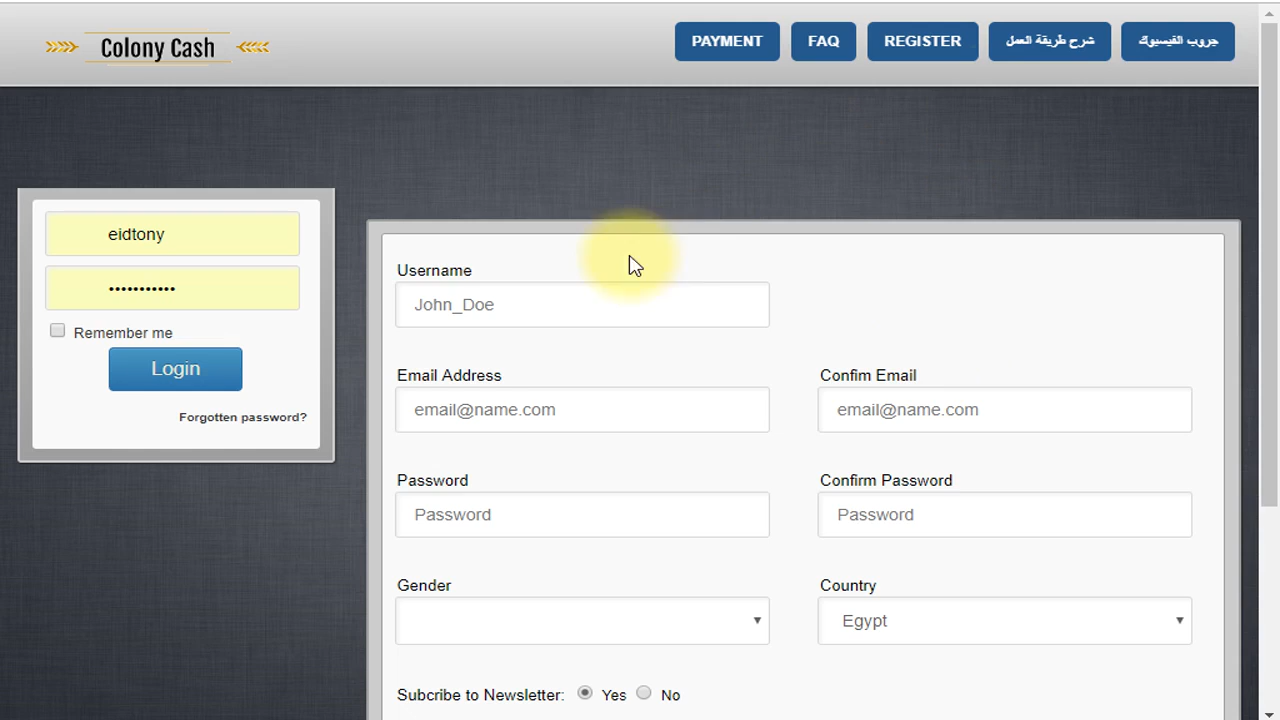 Colony Cash
PAYMENT
FAQ
REGISTER
شرح طريقة العمل
جروب الفيسبوك
eidtony
•••••••••••
Remember me
Login
Forgotten password?
Username
John_Doe
Email Address
Confim Email
email@name.com
email@name.com
Password
Confirm Password
Password
Password
Gender
Country
Egypt
Subcribe to Newsletter: Yes No